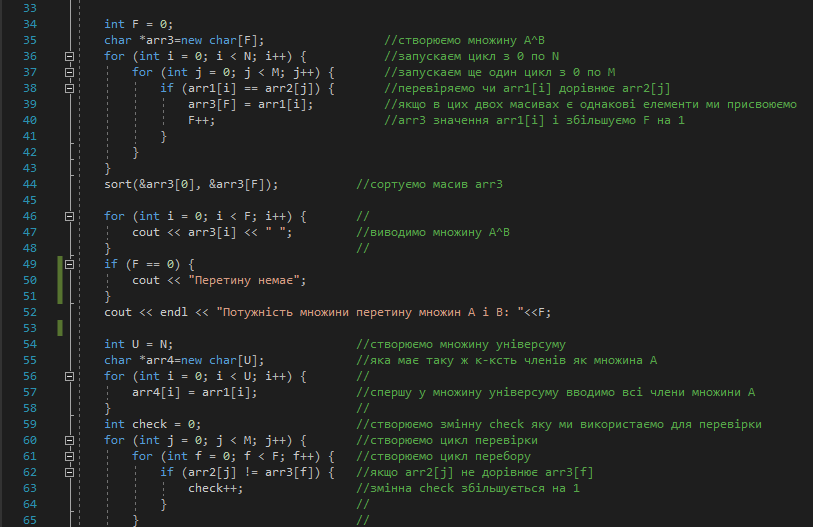 33
34 int F = 0;
35 char *arr3=new char[F]; //створюємо множину A^B
36 for (int i = 0; i < N; i++) { //запускаєм цикл з 0 по N
37 for (int j = 0; j < M; j++) { //запускаєм ще один цикл з 0 по M
38 if (arr1[i] == arr2[j]) { //перевіряємо чи arr1[i] дорівнює arr2[j]
39 arr3[F] = arr1[i]; //якщо в цих двох масивах є однакові елементи ми присвоюємо
40 F++; //arr3 значення arr1[i] і збільшуємо F на 1
41 }
42 }
43 }
44 sort(&arr3[0], &arr3[F]); //сортуємо масив arr3
45
46 for (int i = 0; i < F; i++) { //
47 cout << arr3[i] << " "; //виводимо множину A^B
48 } //
49 if (F == 0) {
50 cout << "Перетину немає";
51 }
52 cout << endl << "Потужність множини перетину множин A і B: "<<F;
53
54 int U = N; //створюємо множину універсуму
55 char *arr4=new char[U]; //яка має таку ж к-ксть членів як множина A
56 for (int i = 0; i < U; i++) { //
57 arr4[i] = arr1[i]; //спершу у множину універсуму вводимо всі члени множини A
58 } //
59 int check = 0; //створюємо змінну check яку ми використаємо для перевірки
60 for (int j = 0; j < M; j++) { //створюємо цикл перевірки
61 for (int f = 0; f < F; f++) { //створюємо цикл перебору
62 if (arr2[j] != arr3[f]) { //якщо arr2[j] не дорівнює arr3[f]
63 check++; //змінна check збільшується на 1
64 } //
65 } //